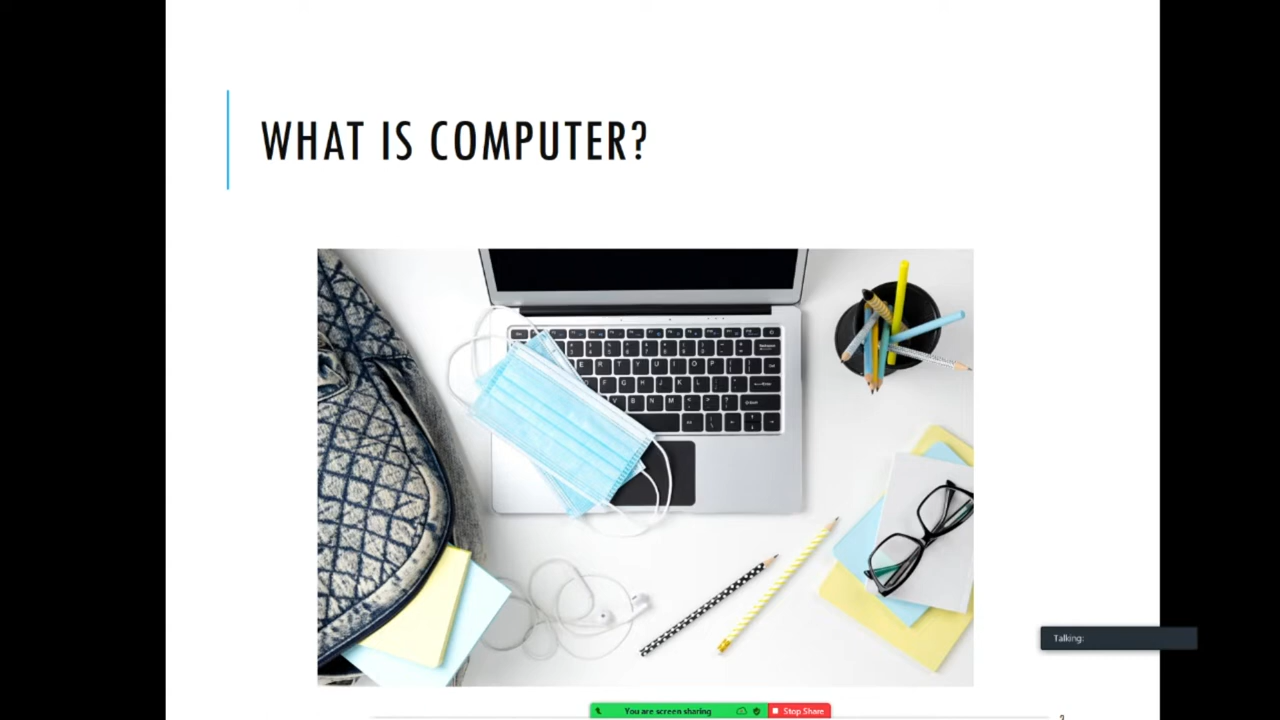 WHAT IS COMPUTER?
Talking:
You are screen sharing
Stop Share